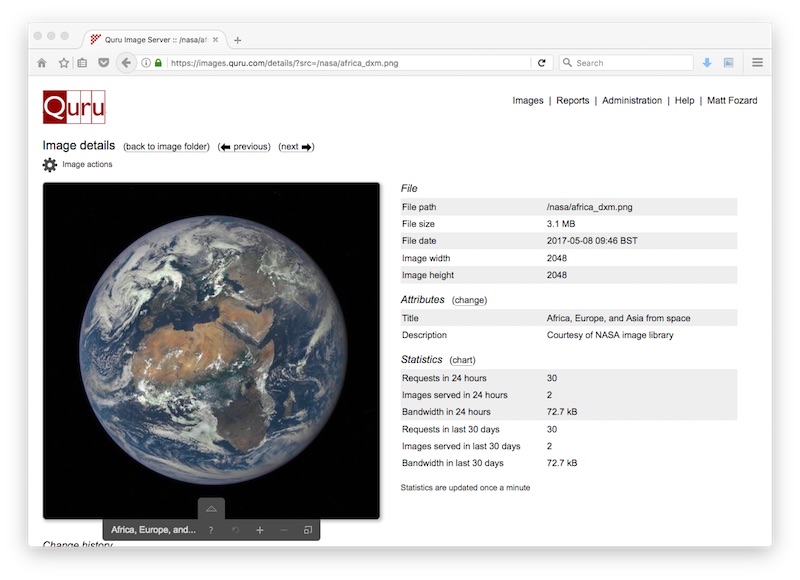 Quru Image Server :: /nasa/af
https://images.quru.com/details/?src=/nasa/africa_dxm.png
Search
Quru
Images | Reports | Administration | Help | Matt Fozard
Image details (back to image folder) ( previous) (next )
Image actions
File
File path /nasa/africa_dxm.png
File size 3.1 MB
File date 2017-05-08 09:46 BST
Image width 2048
Image height 2048
Attributes (change)
Title Africa, Europe, and Asia from space
Description Courtesy of NASA image library
Statistics (chart)
Requests in 24 hours 30
Images served in 24 hours 2
Bandwidth in 24 hours 72.7 kB
Requests in last 30 days 30
Images served in last 30 days 2
Bandwidth in last 30 days 72.7 kB
Statistics are updated once a minute
Africa, Europe, and... ?
Change history